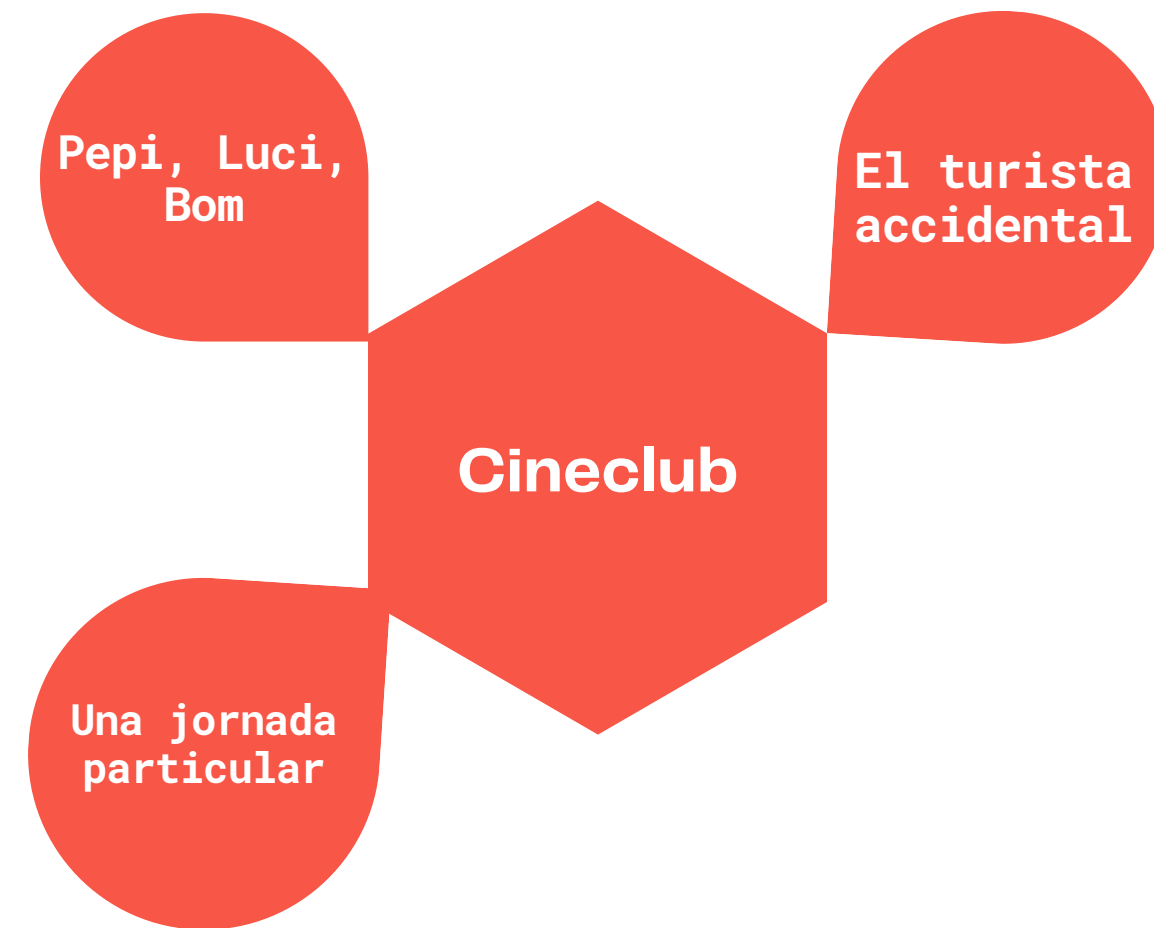 Pepi, Luci,
Bom
El turista
accidental
Cineclub
Una jornada
particular